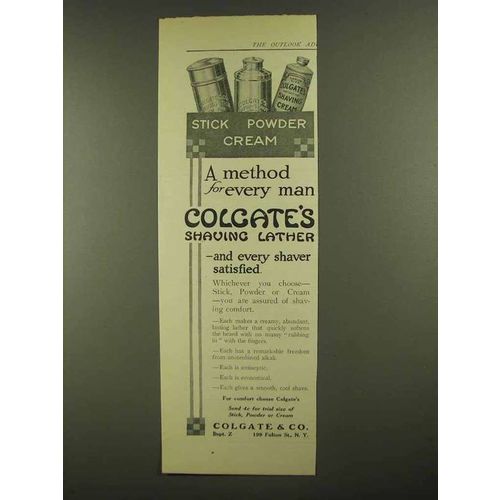 THE OUTLOOK AD
COLGATE'S
COLGATE'S
SHAVING
CREAM
STICK POWDER
CREAM
A method
for every man
COLGATE'S
SHAVING LATHER
—and every shaver
satisfied.
Whichever you choose—
Stick, Powder or Cream
—you are assured of shav-
ing comfort.
—Each makes a creamy, abundant,
lasting lather that quickly softens
the beard with no mussy "rubbing
in" with the fingers.
—Each has a remarkable freedom
from uncombined alkali.
—Each is antiseptic.
—Each is economical.
—Each gives a smooth, cool shave.
For comfort choose Colgate's
Send 4c for trial size of
Stick, Powder or Cream
COLGATE & CO.
Dept. Z 199 Fulton St., N. Y.